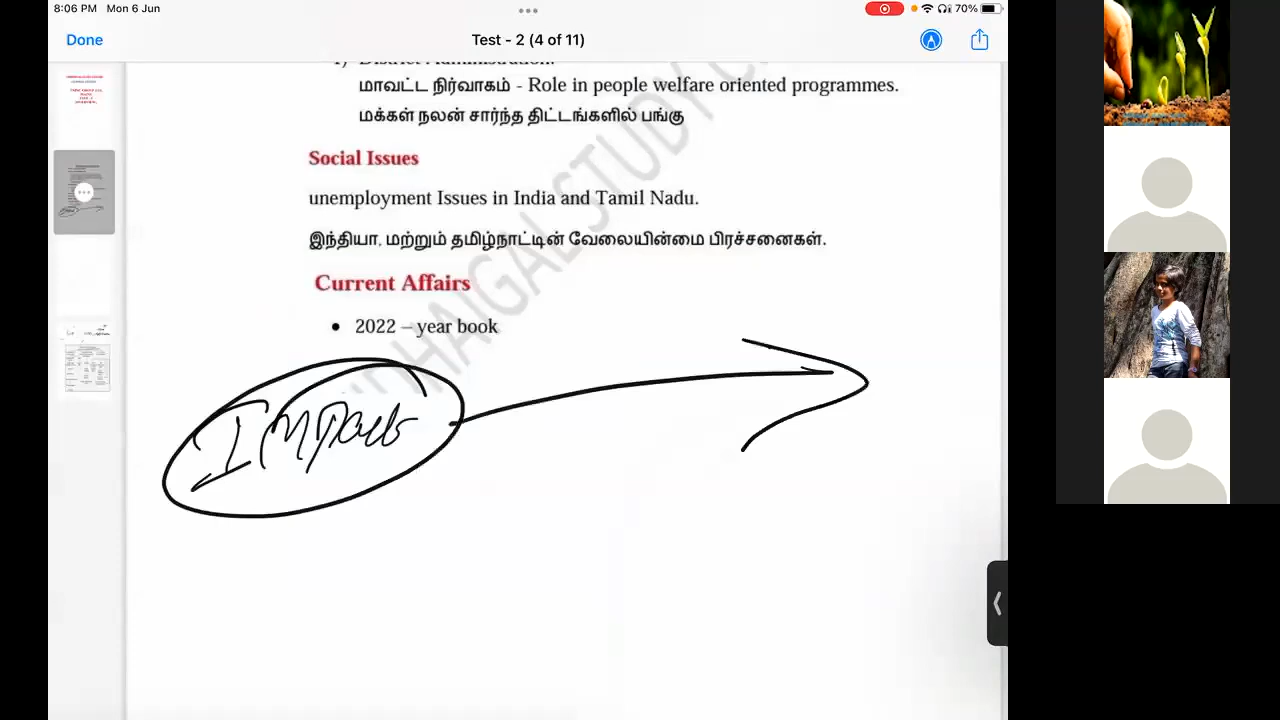 8:06 PM Mon 6 Jun
70%
Done
Test - 2 (4 of 11)
District Administration.
மாவட்ட நிர்வாகம் - Role in people welfare oriented programmes.
மக்கள் நலன் சார்ந்த திட்டங்களில் பங்கு
Social Issues
unemployment Issues in India and Tamil Nadu.
இந்தியா, மற்றும் தமிழ்நாட்டின் வேலையின்மை பிரச்சனைகள்.
Current Affairs
• 2022 – year book